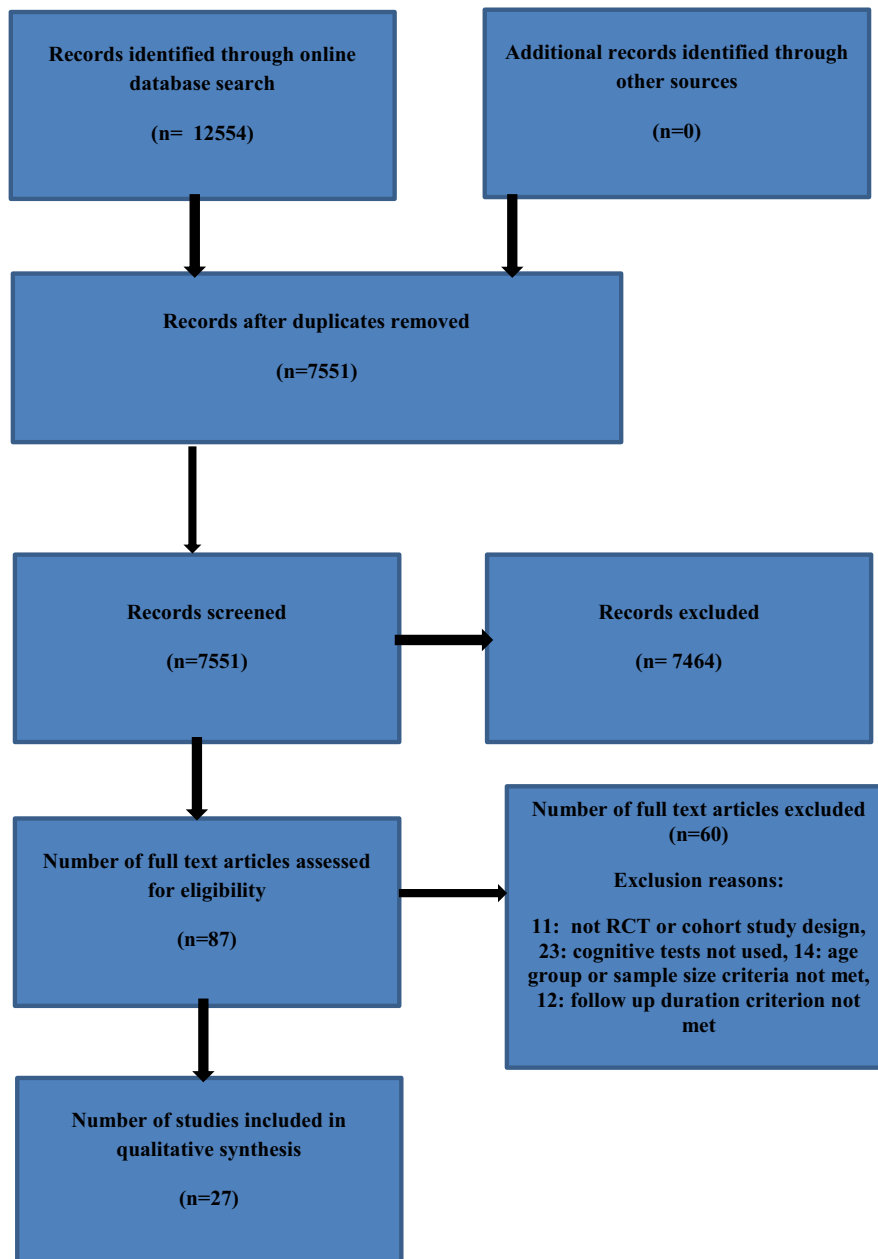 Records identified through online
database search
(n=  12554)
Additional records identified through
other sources
(n=0)
Records after duplicates removed
(n=7551)
Records screened
(n=7551)
Records excluded
(n= 7464)
Number of full text articles assessed
for eligibility
(n=87)
Number of full text articles excluded
(n=60)
Exclusion reasons:
11:  not RCT or cohort study design,
23: cognitive tests not used, 14: age
group or sample size criteria not met,
12: follow up duration criterion not
met
Number of studies included in
qualitative synthesis
(n=27)